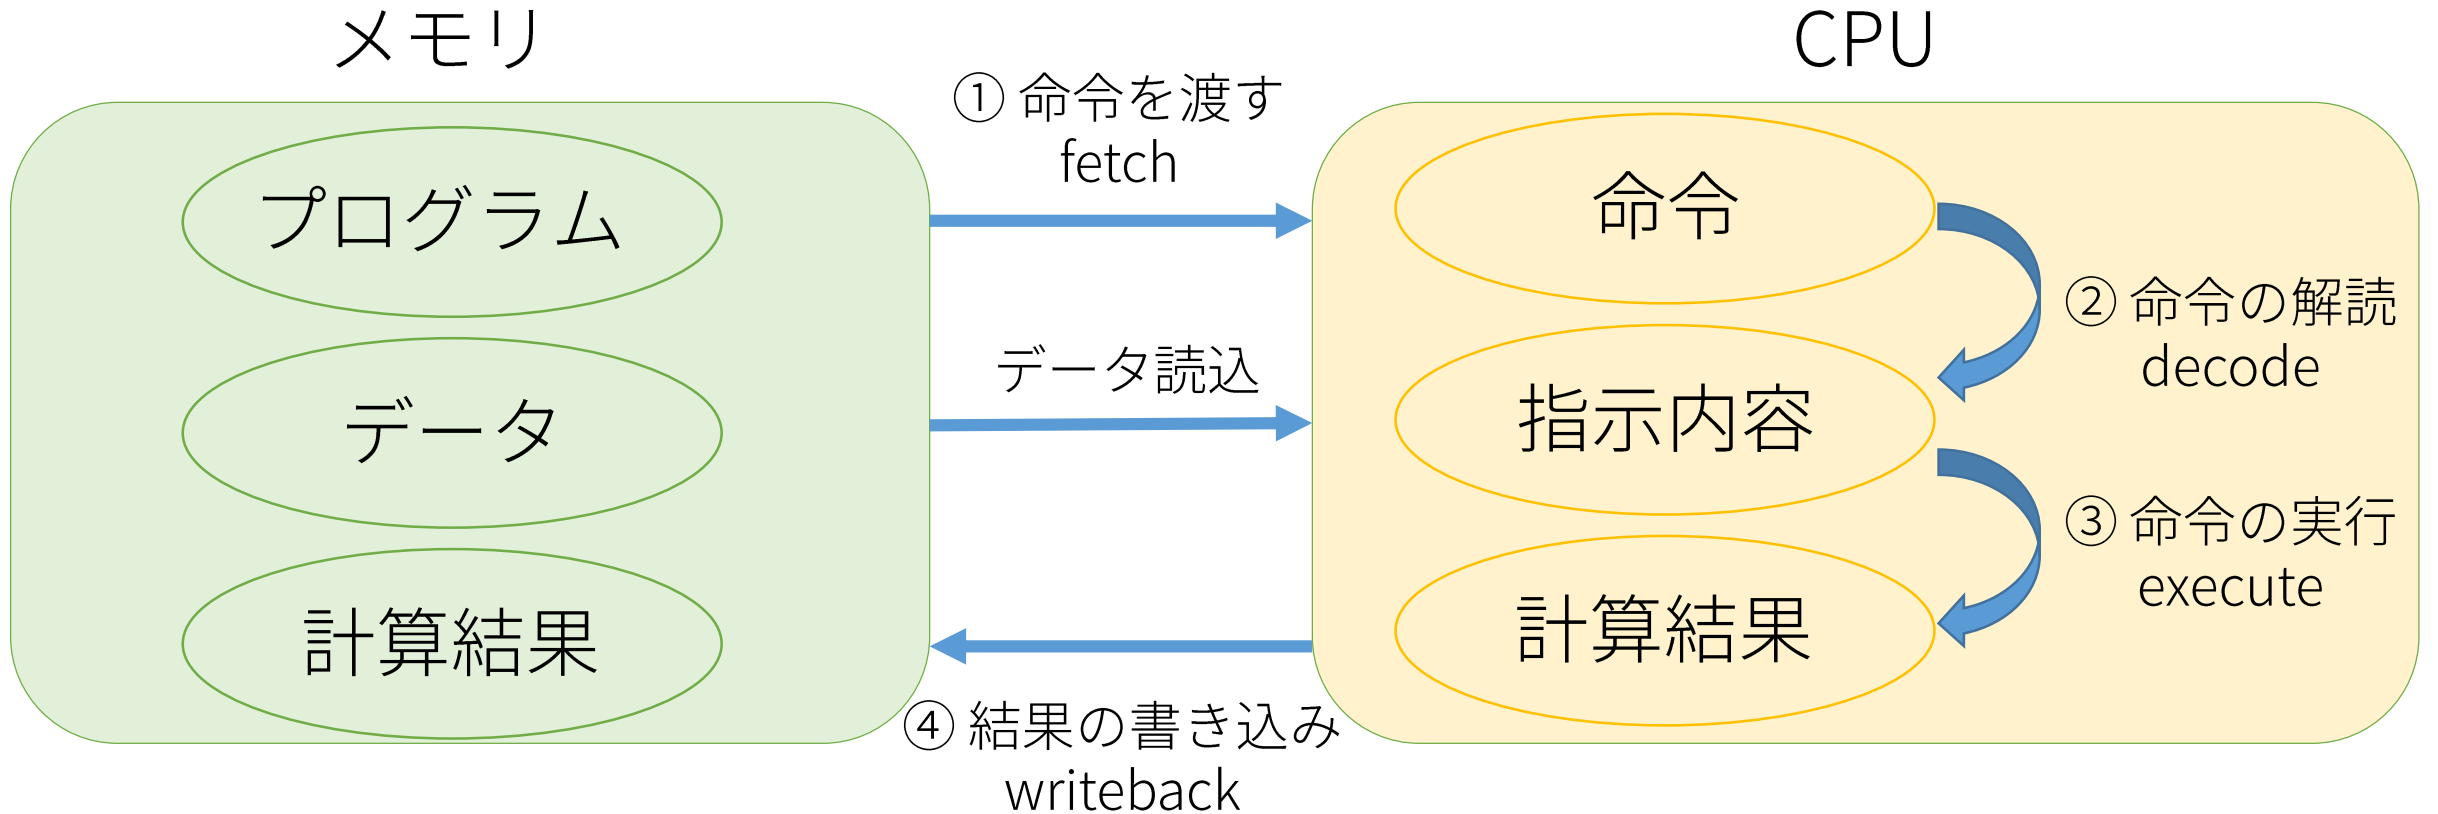 メモリ
CPU
プログラム
データ
計算結果
① 命令を渡す
fetch
データ読込
④ 結果の書き込み
writeback
命令
指示内容
計算結果
② 命令の解読
decode
③ 命令の実行
execute